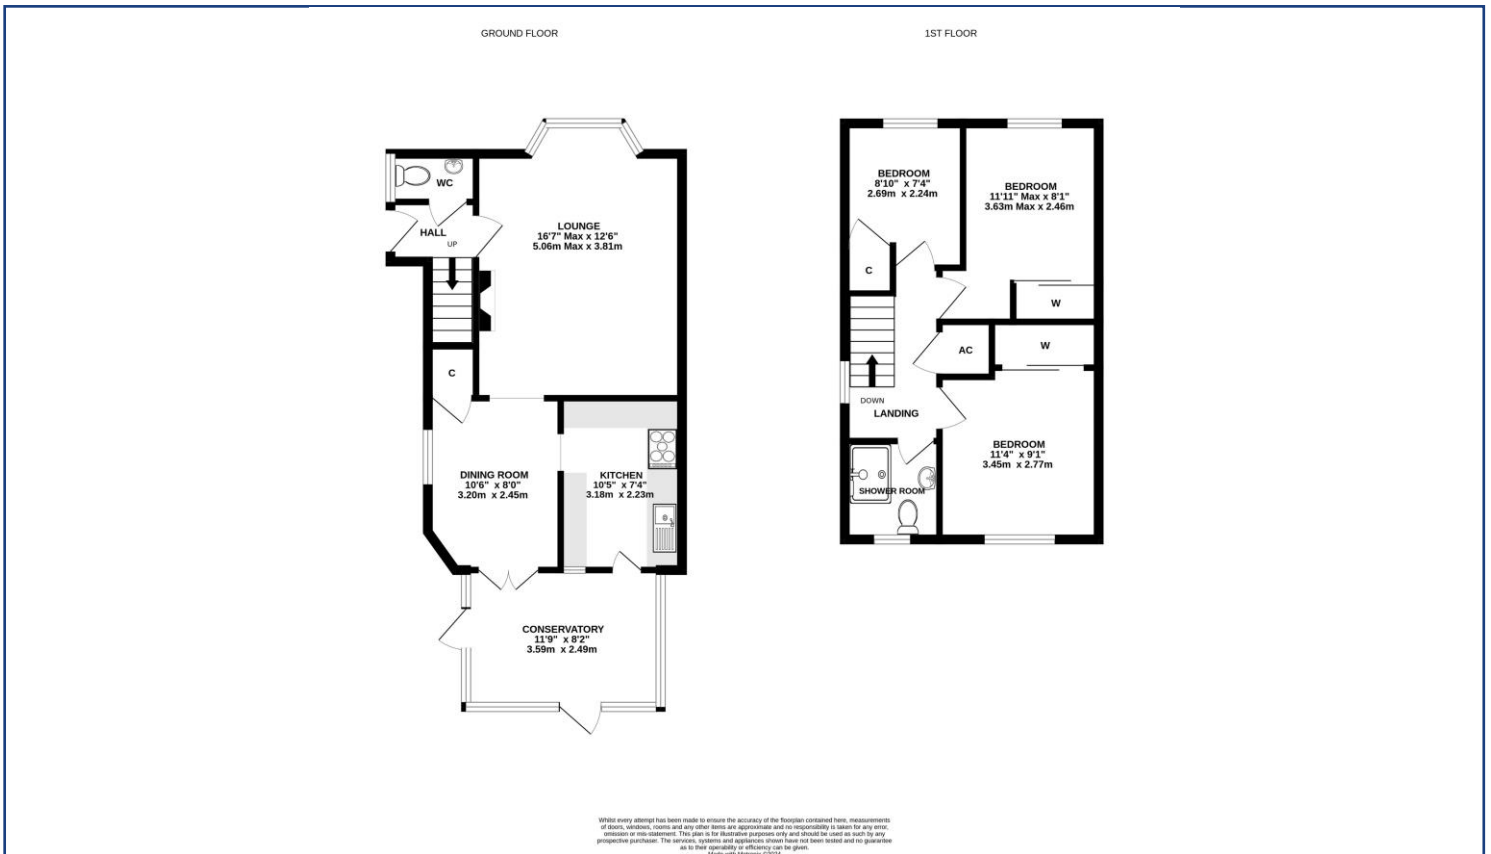 GROUND FLOOR
1ST FLOOR
WC
HALL
UP
LOUNGE
16'7" Max x 12'6"
5.06m Max x 3.81m
C
DINING ROOM
10'6" x 8'0"
3.20m x 2.45m
KITCHEN
10'5" x 7'4"
3.18m x 2.23m
CONSERVATORY
11'9" x 8'2"
3.59m x 2.49m
BEDROOM
8'10" x 7'4"
2.69m x 2.24m
BEDROOM
11'11" Max x 8'1"
3.63m Max x 2.46m
C
W
AC
W
DOWN
LANDING
BEDROOM
11'4" x 9'1"
3.45m x 2.77m
SHOWER ROOM
Whilst every attempt has been made to ensure the accuracy of the floorplan contained here, measurements
of doors, windows, rooms and any other items are approximate and no responsibility is taken for any error,
omission or mis-statement. This plan is for illustrative purposes only and should be used as such by any
prospective purchaser. The services, systems and appliances shown have not been tested and no guarantee
as to their operability or efficiency can be given.
Made with Metropix ©2024